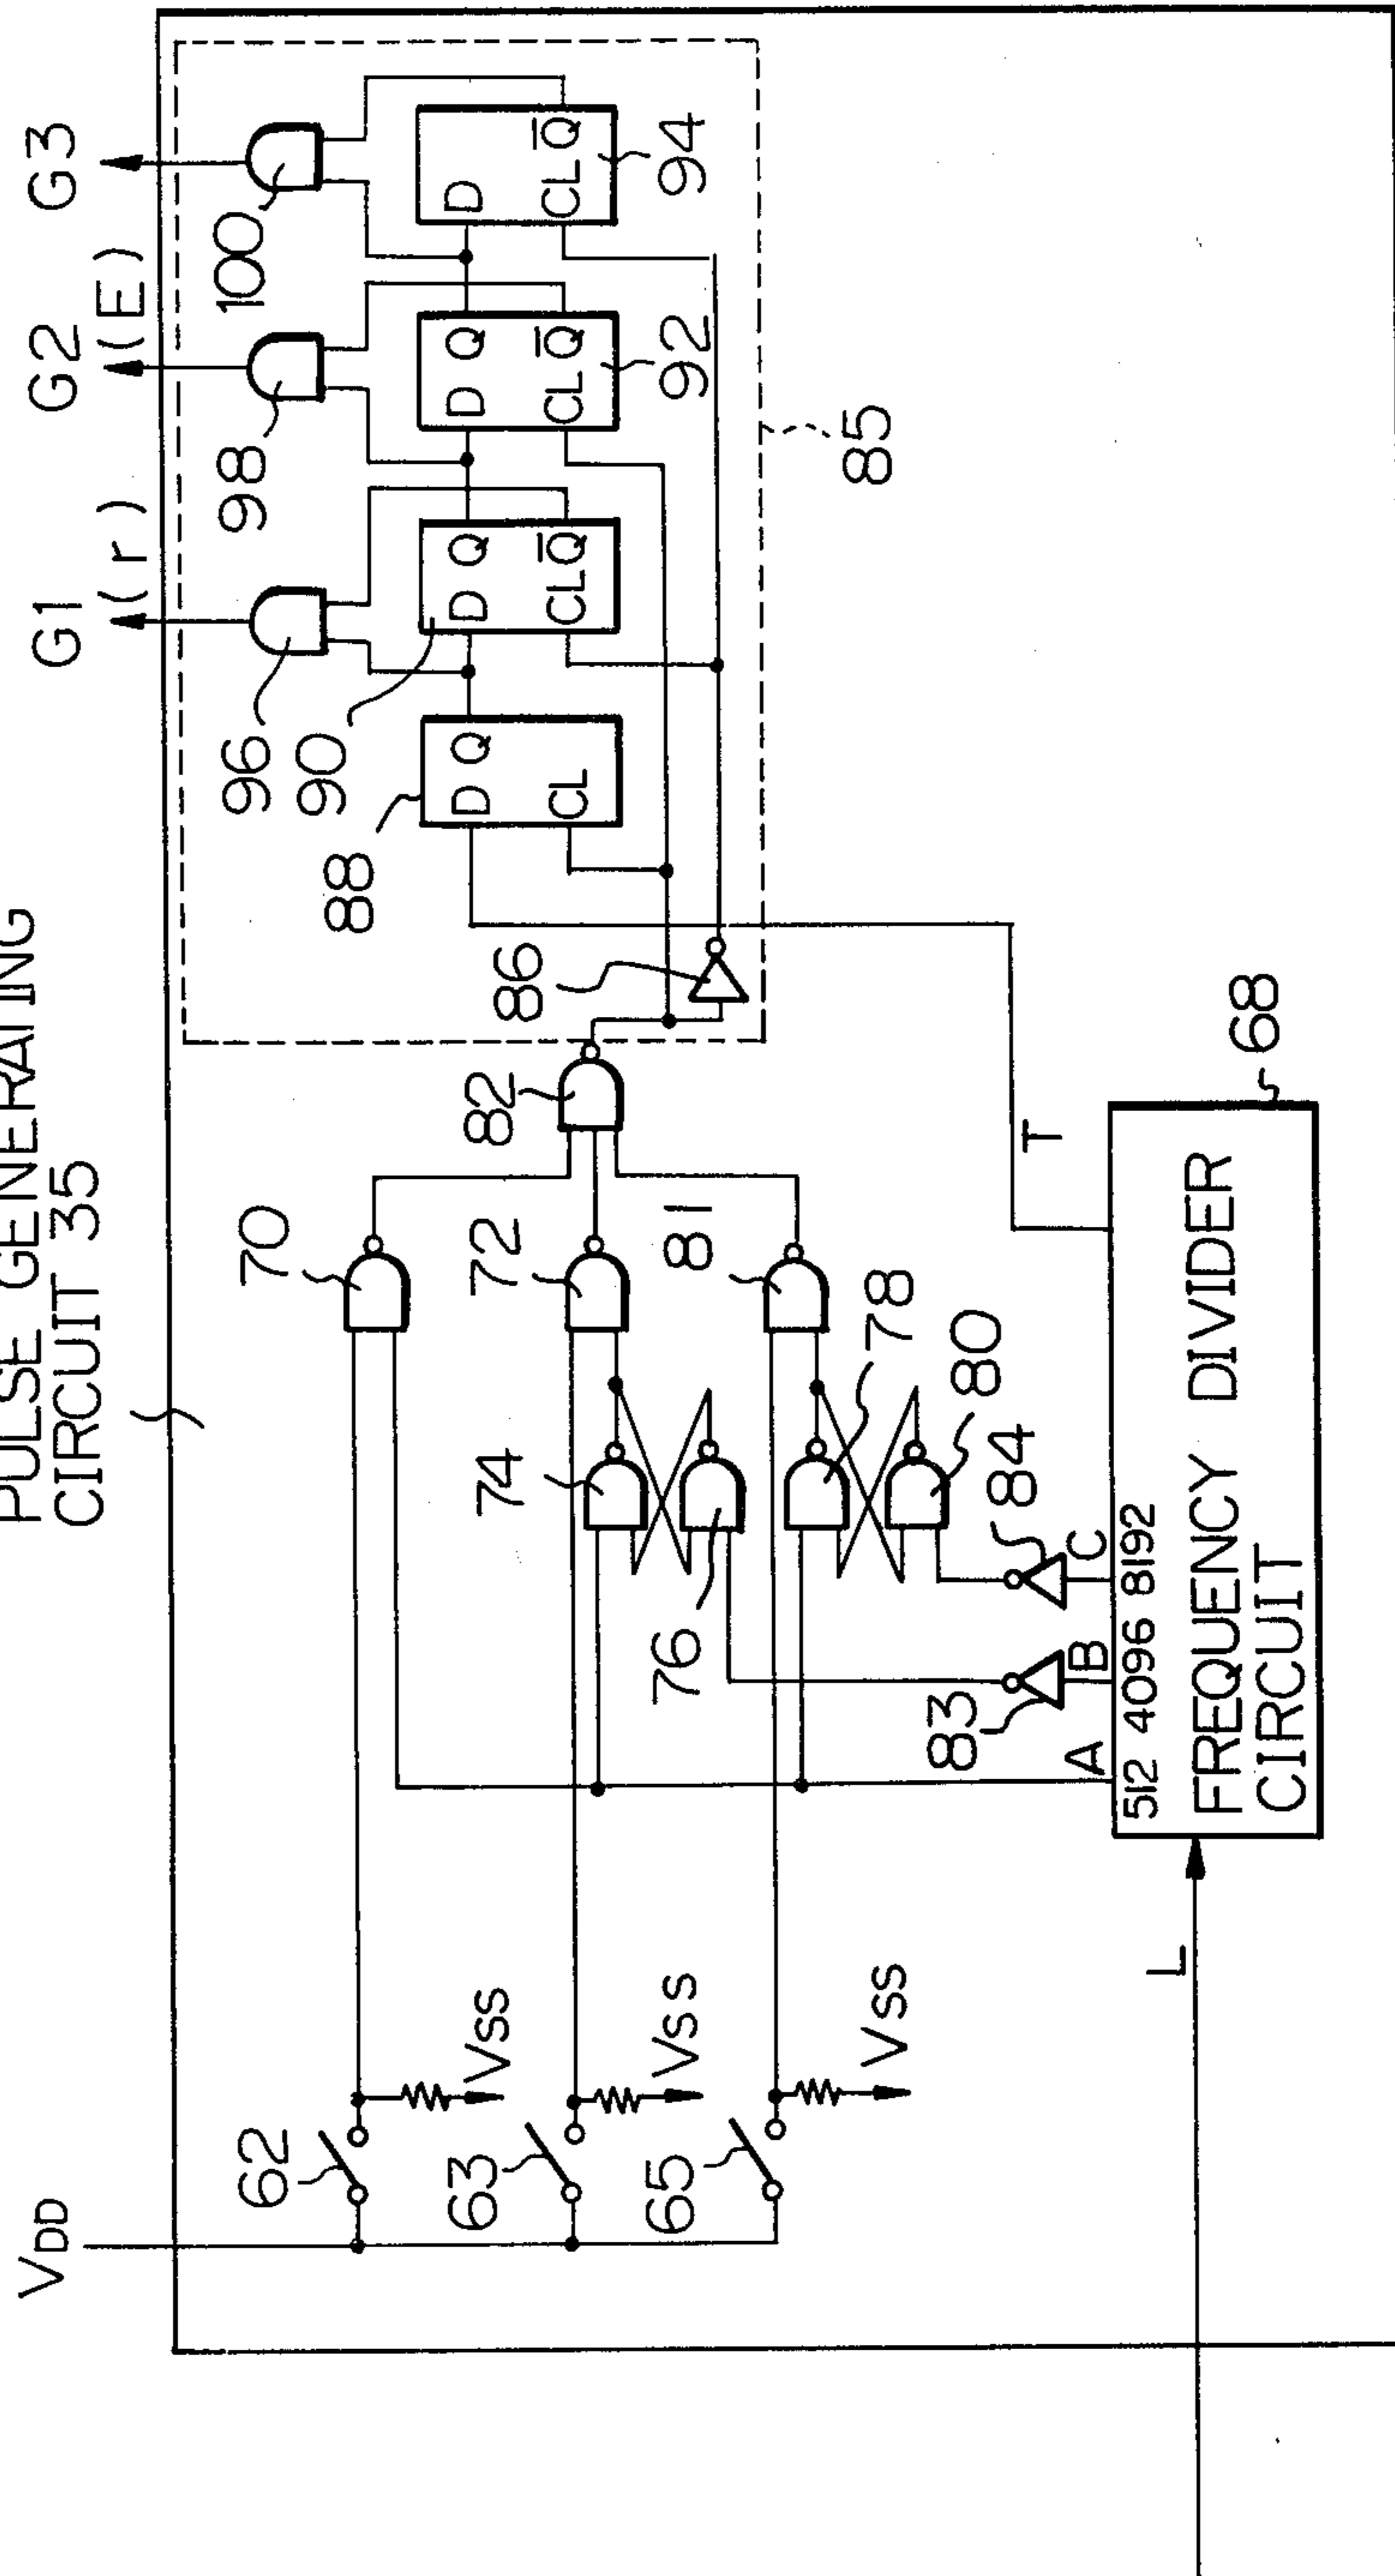 PULSE GENERATING
CIRCUIT 35
VDD
G1
(r)
G2
(E)
G3
62
63
65
Vss
Vss
Vss
70
72
74
76
81
78
80
82
83
84
86
88
90
96
98
100
92
94
85
D Q
CL
D Q
CL Q̅
D Q
CL Q̅
D
CL Q̅
A
B
C
T
L
512 4096 8192
FREQUENCY DIVIDER
CIRCUIT
68